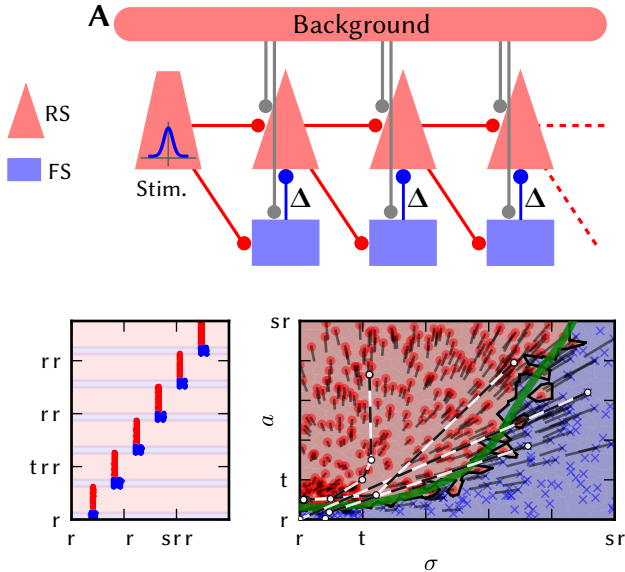 A
Background
RS
FS
Stim.
Δ Δ Δ
r r
r r
t r r
r
r r s r r
s r
a
t
r
r t s r
σ